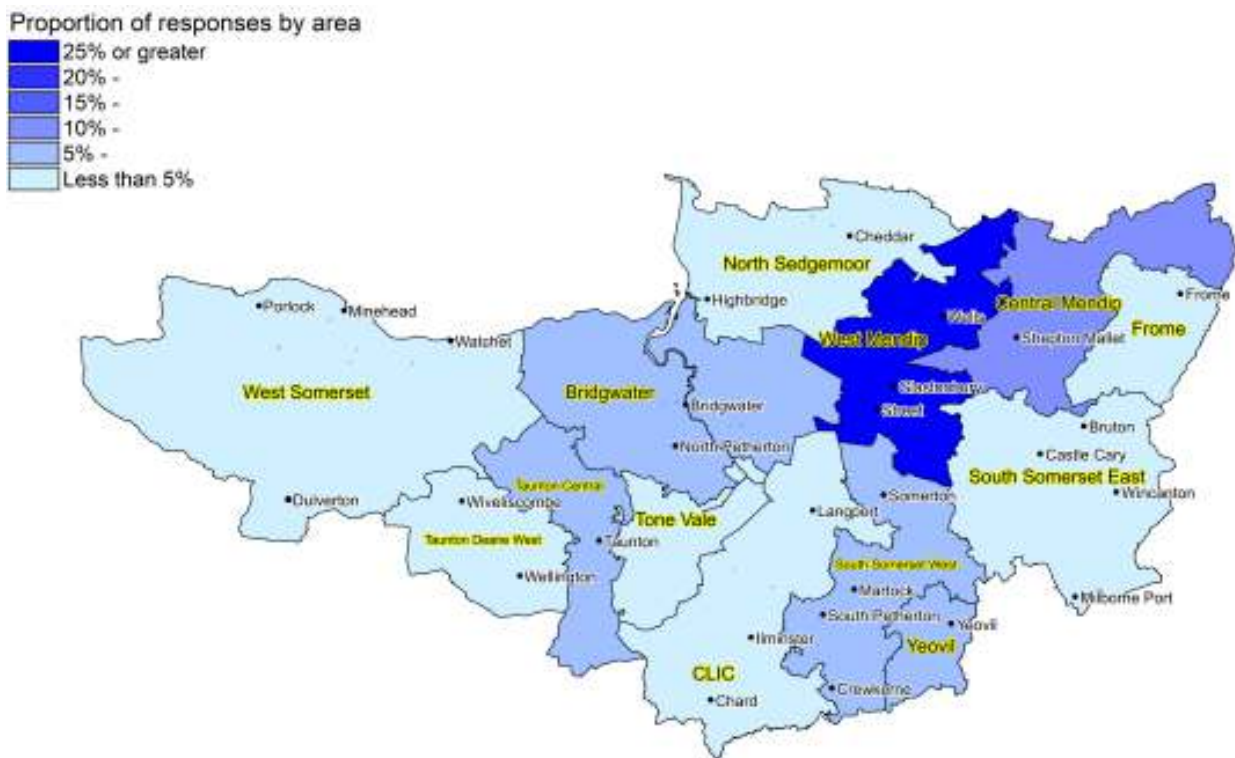 Proportion of responses by area
25% or greater
20% -
15% -
10% -
5% -
Less than 5%
Cheddar
North Sedgemoor
Highbridge
Porlock
Minehead
Watchet
West Somerset
Dulverton
Wells
West Mendip
Central Mendip
Shepton Mallet
Frome
Frome
Glastonbury
Street
Bridgwater
Bridgwater
North Petherton
Bruton
Castle Cary
South Somerset East
Wincanton
Milborne Port
Taunton Central
Wiveliscombe
Taunton Deane West
Wellington
Taunton
Tone Vale
Langport
Somerton
South Somerset West
Martock
South Petherton
Yeovil
Yeovil
Ilminster
CLIC
Chard
Crewkerne